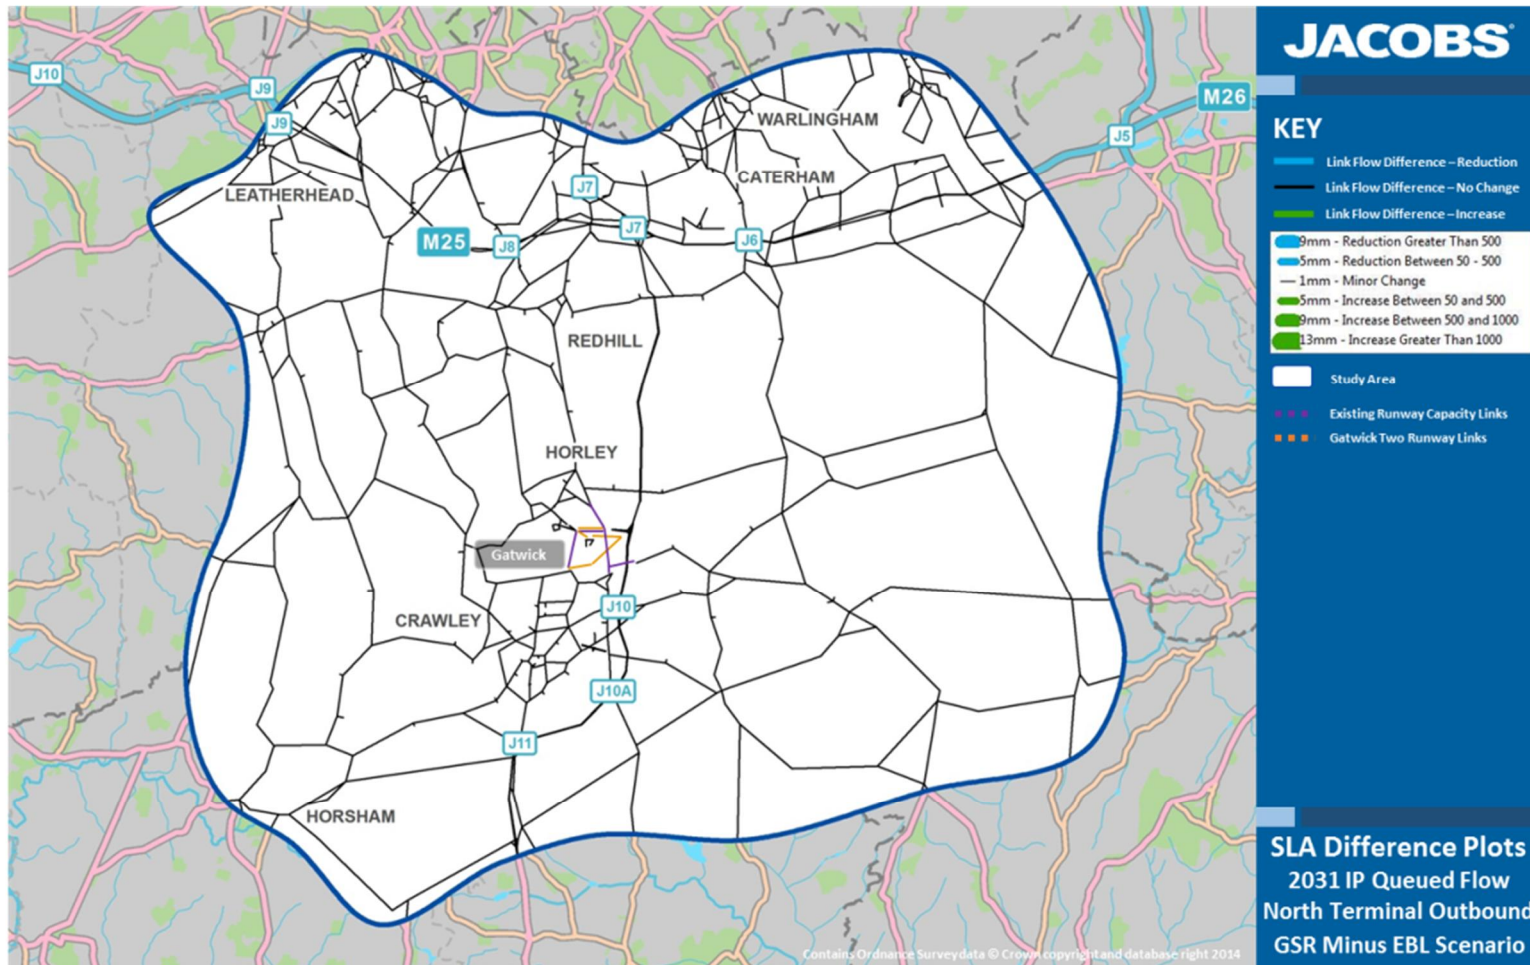 J10
J9
J9
LEATHERHEAD
M25
J8
J7
J7
J6
WARLINGHAM
CATERHAM
J5
M26
REDHILL
HORLEY
Gatwick
CRAWLEY
J10
J10A
J11
HORSHAM
Contains Ordnance Survey data © Crown copyright and database right 2014
JACOBS
KEY
Link Flow Difference – Reduction
Link Flow Difference – No Change
Link Flow Difference – Increase
9mm - Reduction Greater Than 500
5mm - Reduction Between 50 - 500
1mm - Minor Change
5mm - Increase Between 50 and 500
9mm - Increase Between 500 and 1000
13mm - Increase Greater Than 1000
Study Area
Existing Runway Capacity Links
Gatwick Two Runway Links
SLA Difference Plots
2031 IP Queued Flow
North Terminal Outbound
GSR Minus EBL Scenario